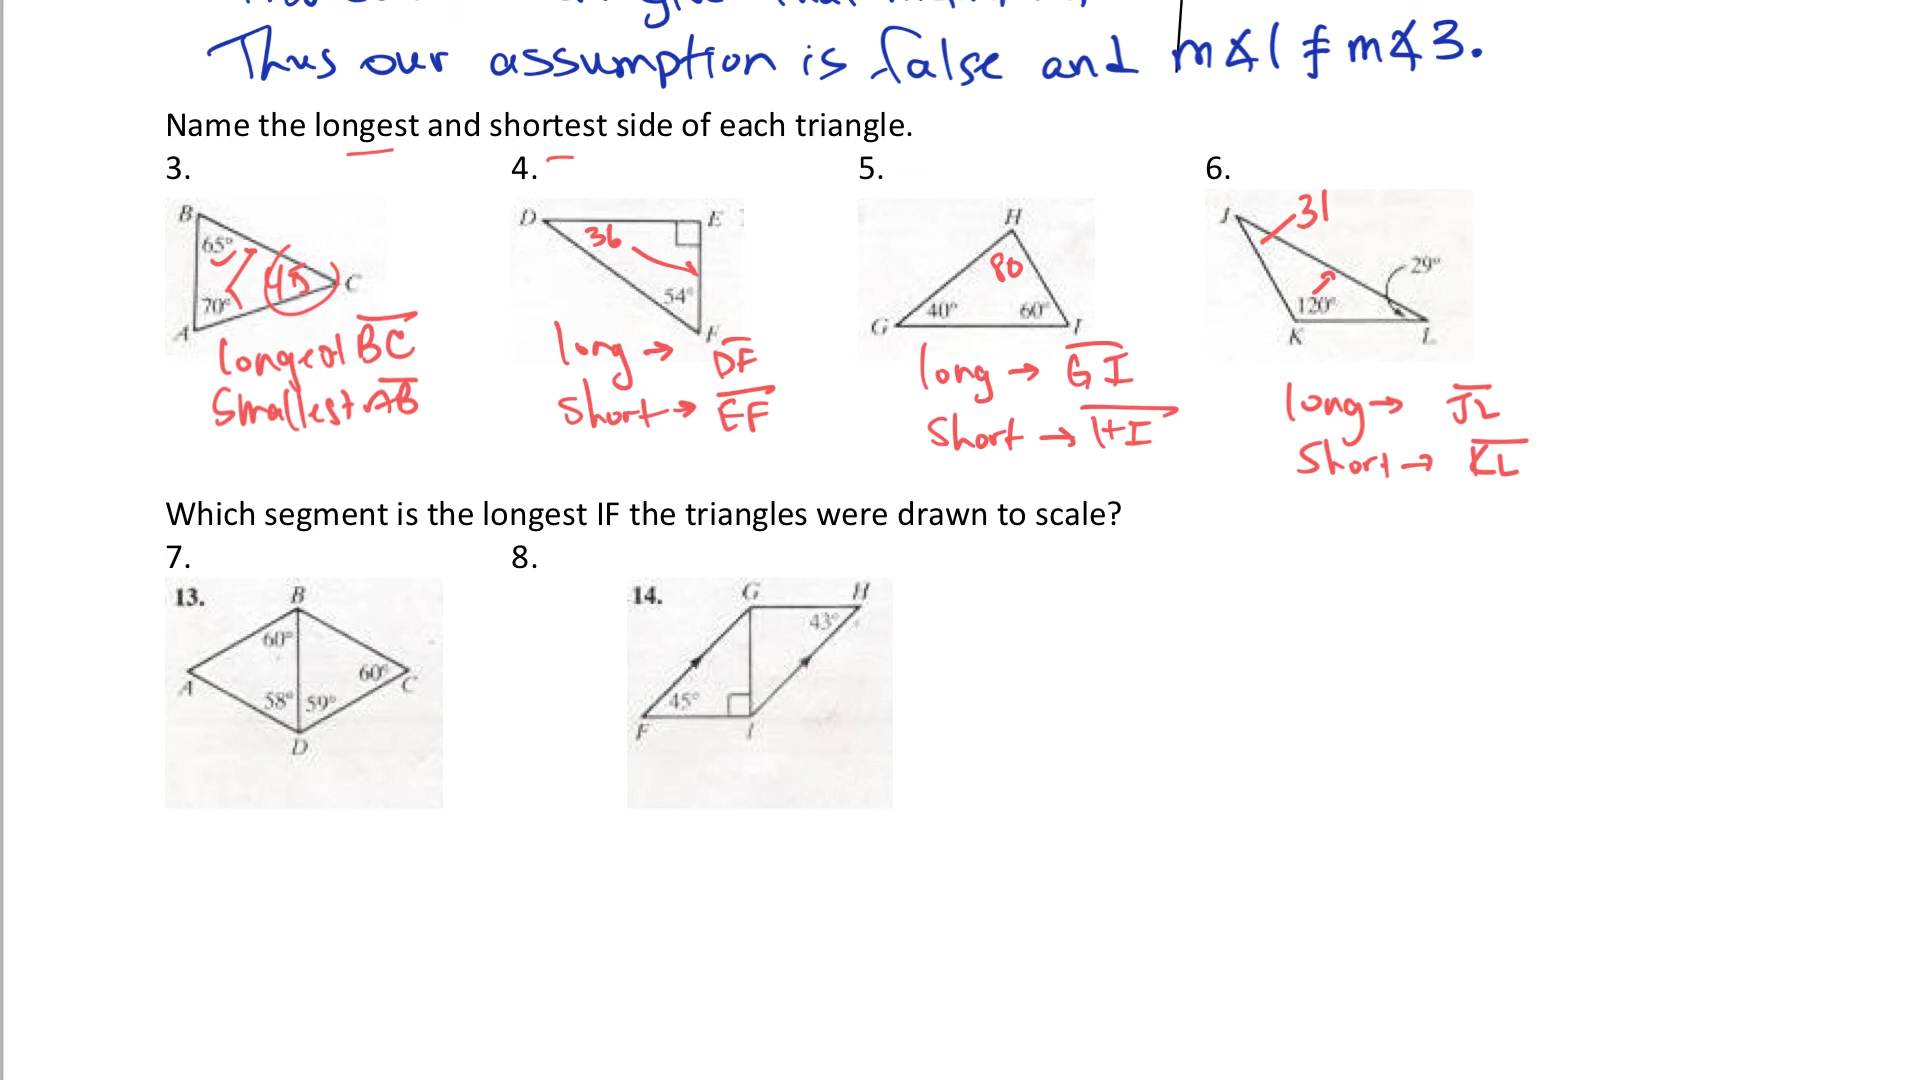 Thus our assumption is false and m∡1 ≠ m∡3.
Name the longest and shortest side of each triangle.
3. 4. 5. 6.
B 65° 70° A C 45
Longest BC
Smallest AB
D E 36 54° F
long → DF
short → EF
H 80 G 40° 60° I
long → GI
Short → HI
J 31 29° 120° K L
long → JL
Short → KL
Which segment is the longest IF the triangles were drawn to scale?
7. 8.
13. B 60° A 60° C 58° 59° D
14. G H 43° 45° F I